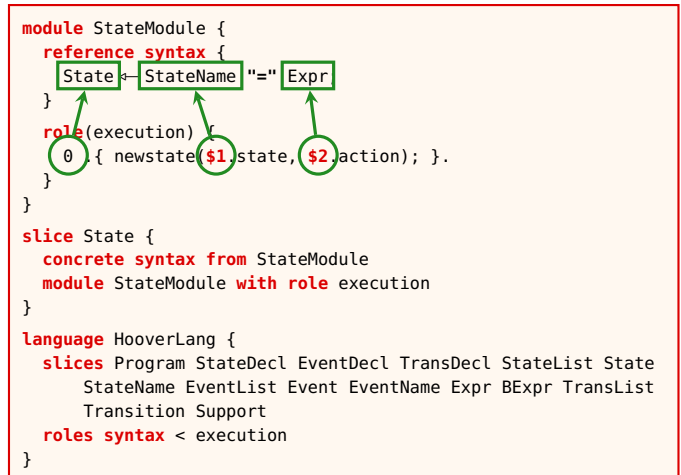 module StateModule {
reference syntax {
State ← StateName "=" Expr
}
role(execution) {
0 .{ newstate($1.state, $2.action); }.
}
}
slice State {
concrete syntax from StateModule
module StateModule with role execution
}
language HooverLang {
slices Program StateDecl EventDecl TransDecl StateList State
StateName EventList Event EventName Expr BExpr TransList
Transition Support
roles syntax < execution
}